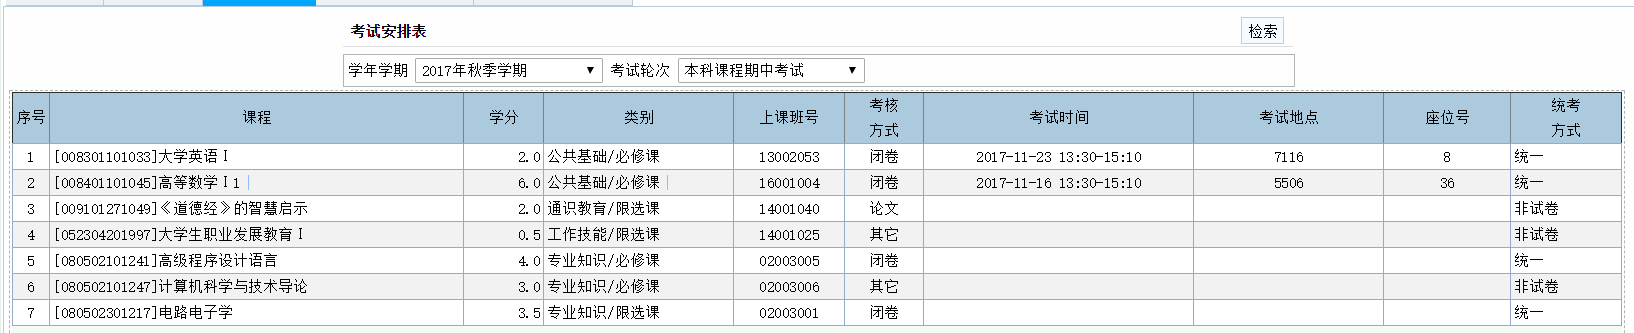 考试安排表 检索
学年学期 2017年秋季学期 考试轮次 本科课程期中考试
序号 课程 学分 类别 上课班号 考核方式 考试时间 考试地点 座位号 统考方式
1 [008301101033]大学英语Ⅰ 2.0 公共基础/必修课 13002053 闭卷 2017-11-23 13:30-15:10 7116 8 统一
2 [008401101045]高等数学Ⅰ1 6.0 公共基础/必修课 16001004 闭卷 2017-11-16 13:30-15:10 5506 36 统一
3 [009101271049]《道德经》的智慧启示 2.0 通识教育/限选课 14001040 论文 非试卷
4 [052304201997]大学生职业发展教育Ⅰ 0.5 工作技能/限选课 14001025 其它 非试卷
5 [080502101241]高级程序设计语言 4.0 专业知识/必修课 02003005 闭卷 统一
6 [080502101247]计算机科学与技术导论 3.0 专业知识/必修课 02003006 其它 非试卷
7 [080502301217]电路电子学 3.5 专业知识/限选课 02003001 闭卷 统一